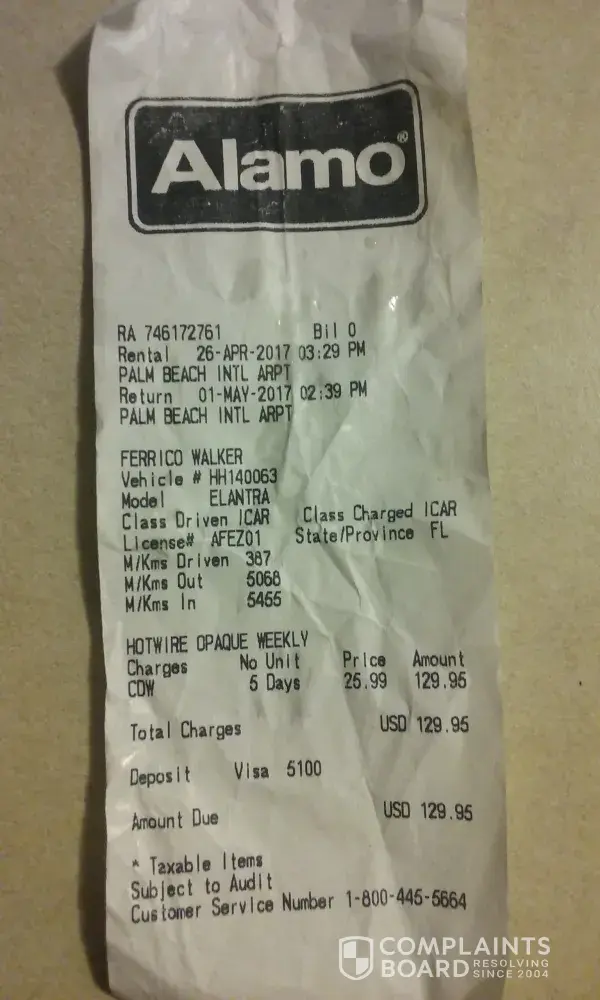 Alamo®
RA 746172761 Bil 0
Rental 26-APR-2017 03:29 PM
PALM BEACH INTL ARPT
Return 01-MAY-2017 02:39 PM
PALM BEACH INTL ARPT
FERRICO WALKER
Vehicle # HH140063
Model ELANTRA
Class Driven ICAR Class Charged ICAR
License# AFEZ01 State/Province FL
M/Kms Driven 387
M/Kms Out 5068
M/Kms In 5455
HOTWIRE OPAQUE WEEKLY
Charges No Unit Price Amount
CDW 5 Days 25.99 129.95
Total Charges USD 129.95
Deposit Visa 5100
Amount Due USD 129.95
* Taxable Items
Subject to Audit
Customer Service Number 1-800-445-5664
COMPLAINTS
BOARD RESOLVING
SINCE 2004